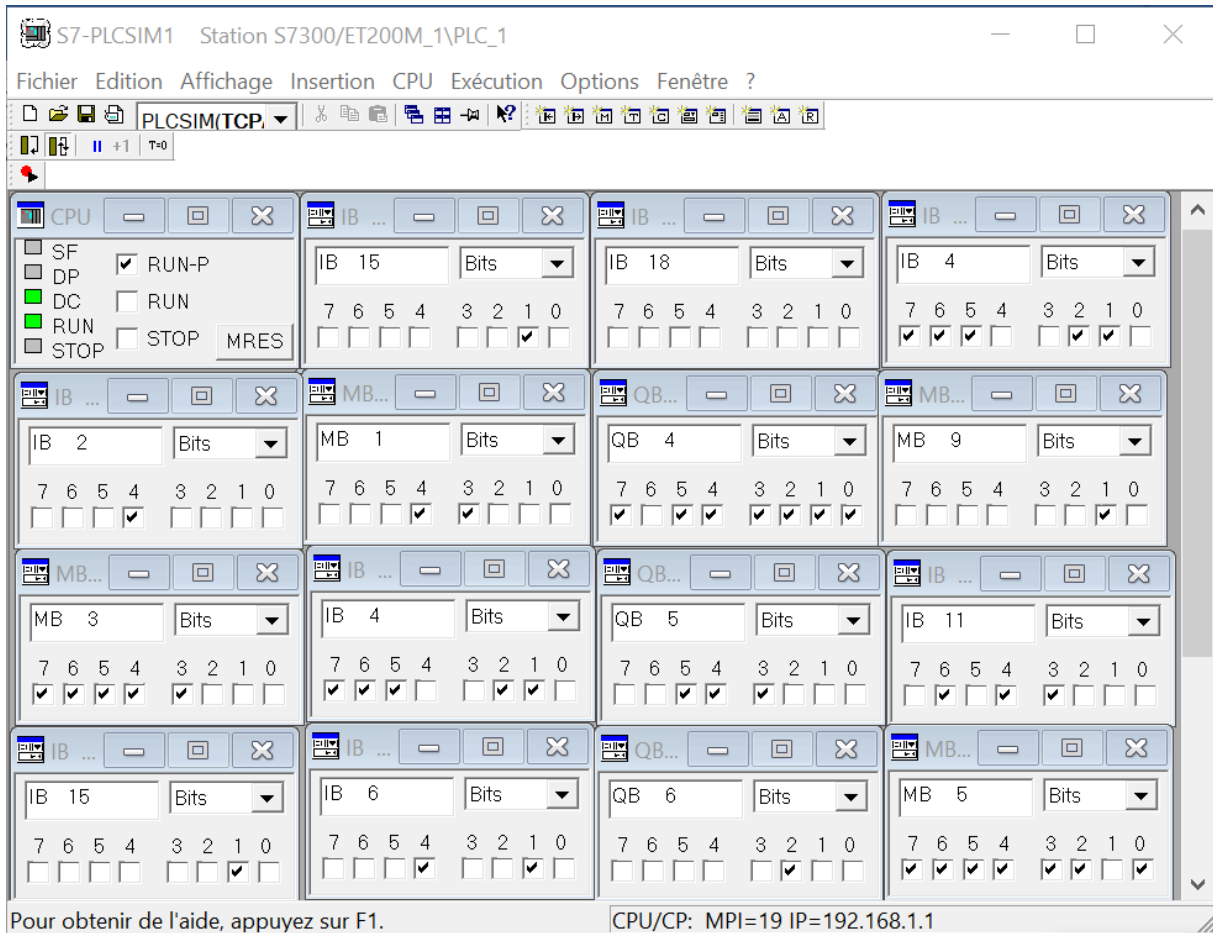 S7-PLCSIM1 Station S7300/ET200M_1\PLC_1
Fichier Edition Affichage Insertion CPU Exécution Options Fenêtre ?
PLCSIM(TCP/
+1 T=0
CPU
SF
DP
DC
RUN
STOP
RUN-P
RUN
STOP
MRES
IB ...
IB 15 Bits
7 6 5 4 3 2 1 0
IB ...
IB 18 Bits
7 6 5 4 3 2 1 0
IB ...
IB 4 Bits
7 6 5 4 3 2 1 0
IB ...
IB 2 Bits
7 6 5 4 3 2 1 0
MB...
MB 1 Bits
7 6 5 4 3 2 1 0
QB...
QB 4 Bits
7 6 5 4 3 2 1 0
MB...
MB 9 Bits
7 6 5 4 3 2 1 0
MB...
MB 3 Bits
7 6 5 4 3 2 1 0
IB ...
IB 4 Bits
7 6 5 4 3 2 1 0
QB...
QB 5 Bits
7 6 5 4 3 2 1 0
IB ...
IB 11 Bits
7 6 5 4 3 2 1 0
IB ...
IB 15 Bits
7 6 5 4 3 2 1 0
IB ...
IB 6 Bits
7 6 5 4 3 2 1 0
QB...
QB 6 Bits
7 6 5 4 3 2 1 0
MB...
MB 5 Bits
7 6 5 4 3 2 1 0
Pour obtenir de l'aide, appuyez sur F1.
CPU/CP: MPI=19 IP=192.168.1.1